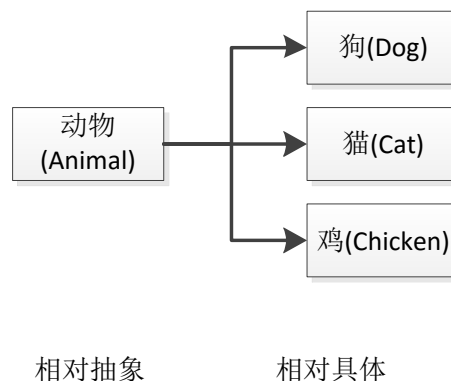 狗(Dog)
动物
(Animal)
猫(Cat)
鸡(Chicken)
相对抽象
相对具体